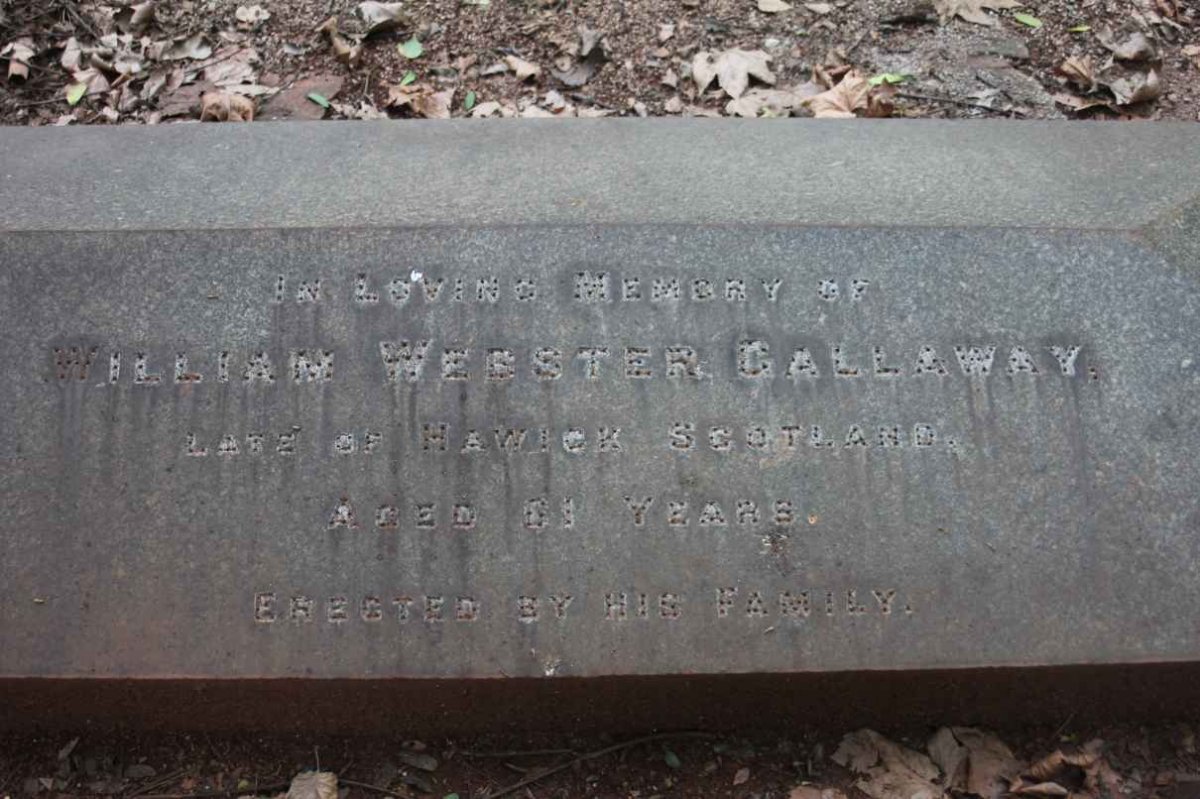 In Loving Memory of
William Webster Callaway.
late of Hawick Scotland.
Aged 61 Years.
Erected by his Family.